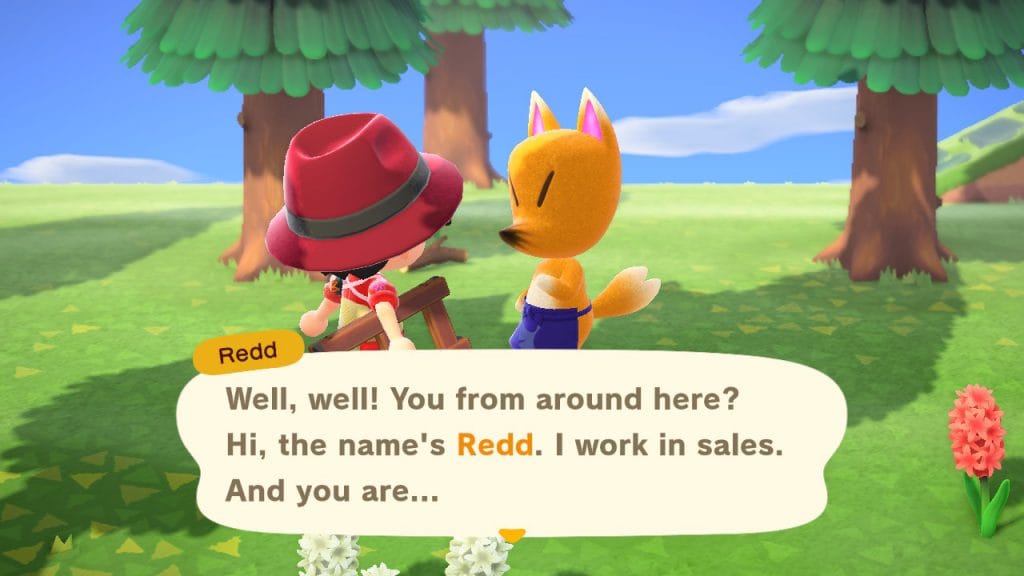 Redd
Well, well! You from around here?
Hi, the name's Redd. I work in sales.
And you are...